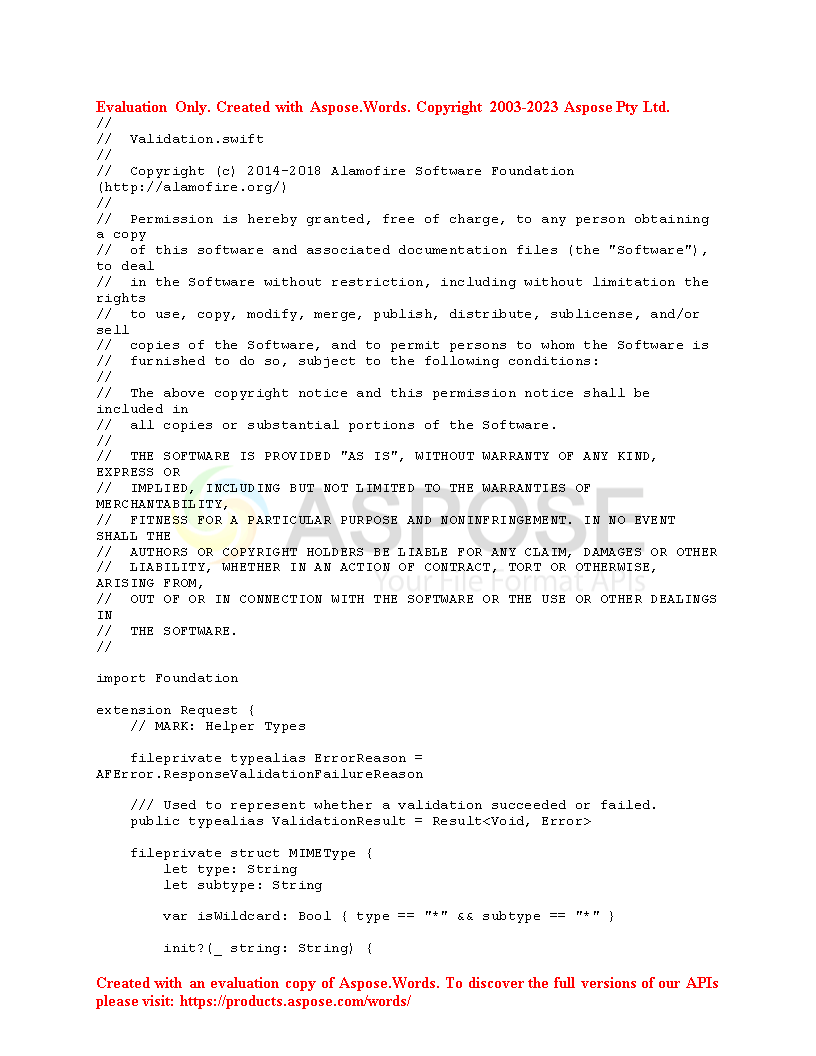 Evaluation Only. Created with Aspose.Words. Copyright 2003-2023 Aspose Pty Ltd.
//
//  Validation.swift
//
//  Copyright (c) 2014-2018 Alamofire Software Foundation
(http://alamofire.org/)
//
//  Permission is hereby granted, free of charge, to any person obtaining
a copy
//  of this software and associated documentation files (the "Software"),
to deal
//  in the Software without restriction, including without limitation the
rights
//  to use, copy, modify, merge, publish, distribute, sublicense, and/or
sell
//  copies of the Software, and to permit persons to whom the Software is
//  furnished to do so, subject to the following conditions:
//
//  The above copyright notice and this permission notice shall be
included in
//  all copies or substantial portions of the Software.
//
//  THE SOFTWARE IS PROVIDED "AS IS", WITHOUT WARRANTY OF ANY KIND,
EXPRESS OR
//  IMPLIED, INCLUDING BUT NOT LIMITED TO THE WARRANTIES OF
MERCHANTABILITY,
//  FITNESS FOR A PARTICULAR PURPOSE AND NONINFRINGEMENT. IN NO EVENT
SHALL THE
//  AUTHORS OR COPYRIGHT HOLDERS BE LIABLE FOR ANY CLAIM, DAMAGES OR OTHER
//  LIABILITY, WHETHER IN AN ACTION OF CONTRACT, TORT OR OTHERWISE,
ARISING FROM,
//  OUT OF OR IN CONNECTION WITH THE SOFTWARE OR THE USE OR OTHER DEALINGS
IN
//  THE SOFTWARE.
//
ASPOSE
Your File Format APIs

import Foundation

extension Request {
    // MARK: Helper Types

    fileprivate typealias ErrorReason =
AFError.ResponseValidationFailureReason

    /// Used to represent whether a validation succeeded or failed.
    public typealias ValidationResult = Result<Void, Error>

    fileprivate struct MIMEType {
        let type: String
        let subtype: String

        var isWildcard: Bool { type == "*" && subtype == "*" }

        init?(_ string: String) {

Created with an evaluation copy of Aspose.Words. To discover the full versions of our APIs
please visit: https://products.aspose.com/words/